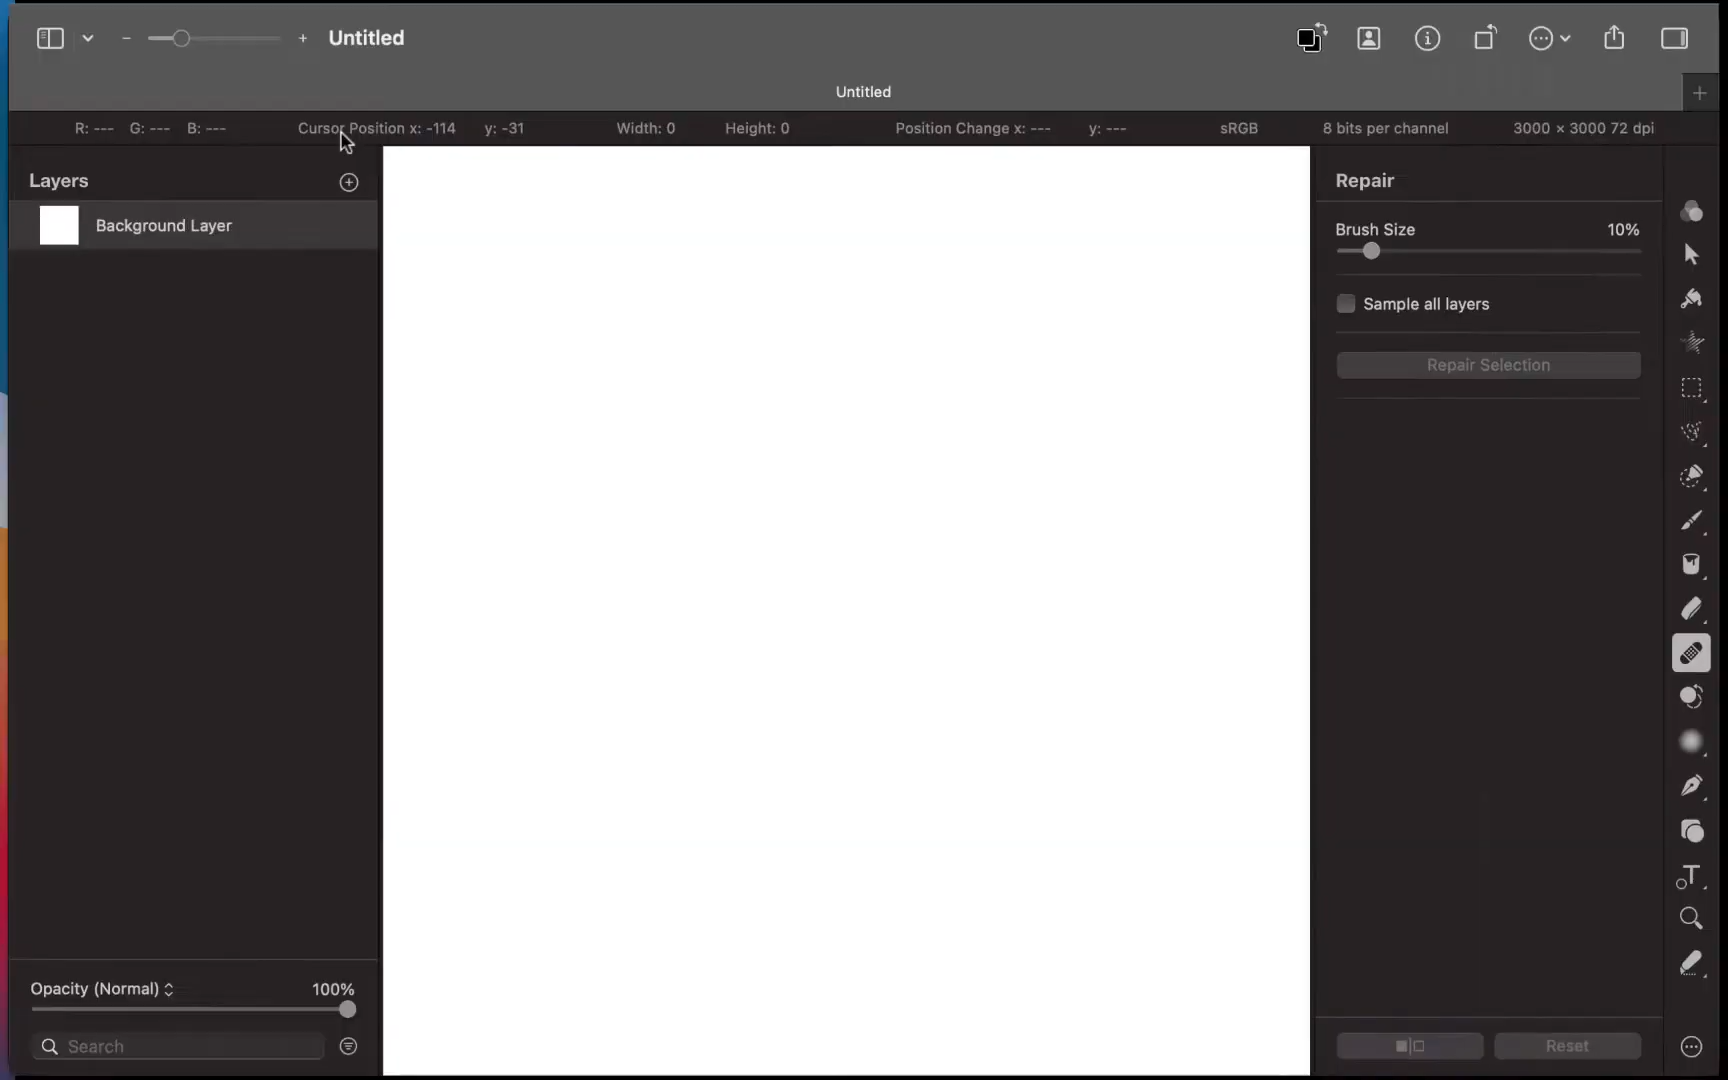 Untitled
Untitled
R: --- G: --- B: --- Cursor Position x: -114 y: -31 Width: 0 Height: 0 Position Change x: --- y: --- sRGB 8 bits per channel 3000 × 3000 72 dpi
Layers
Background Layer
Opacity (Normal) 100%
Search
Repair
Brush Size 10%
Sample all layers
Repair Selection
Reset